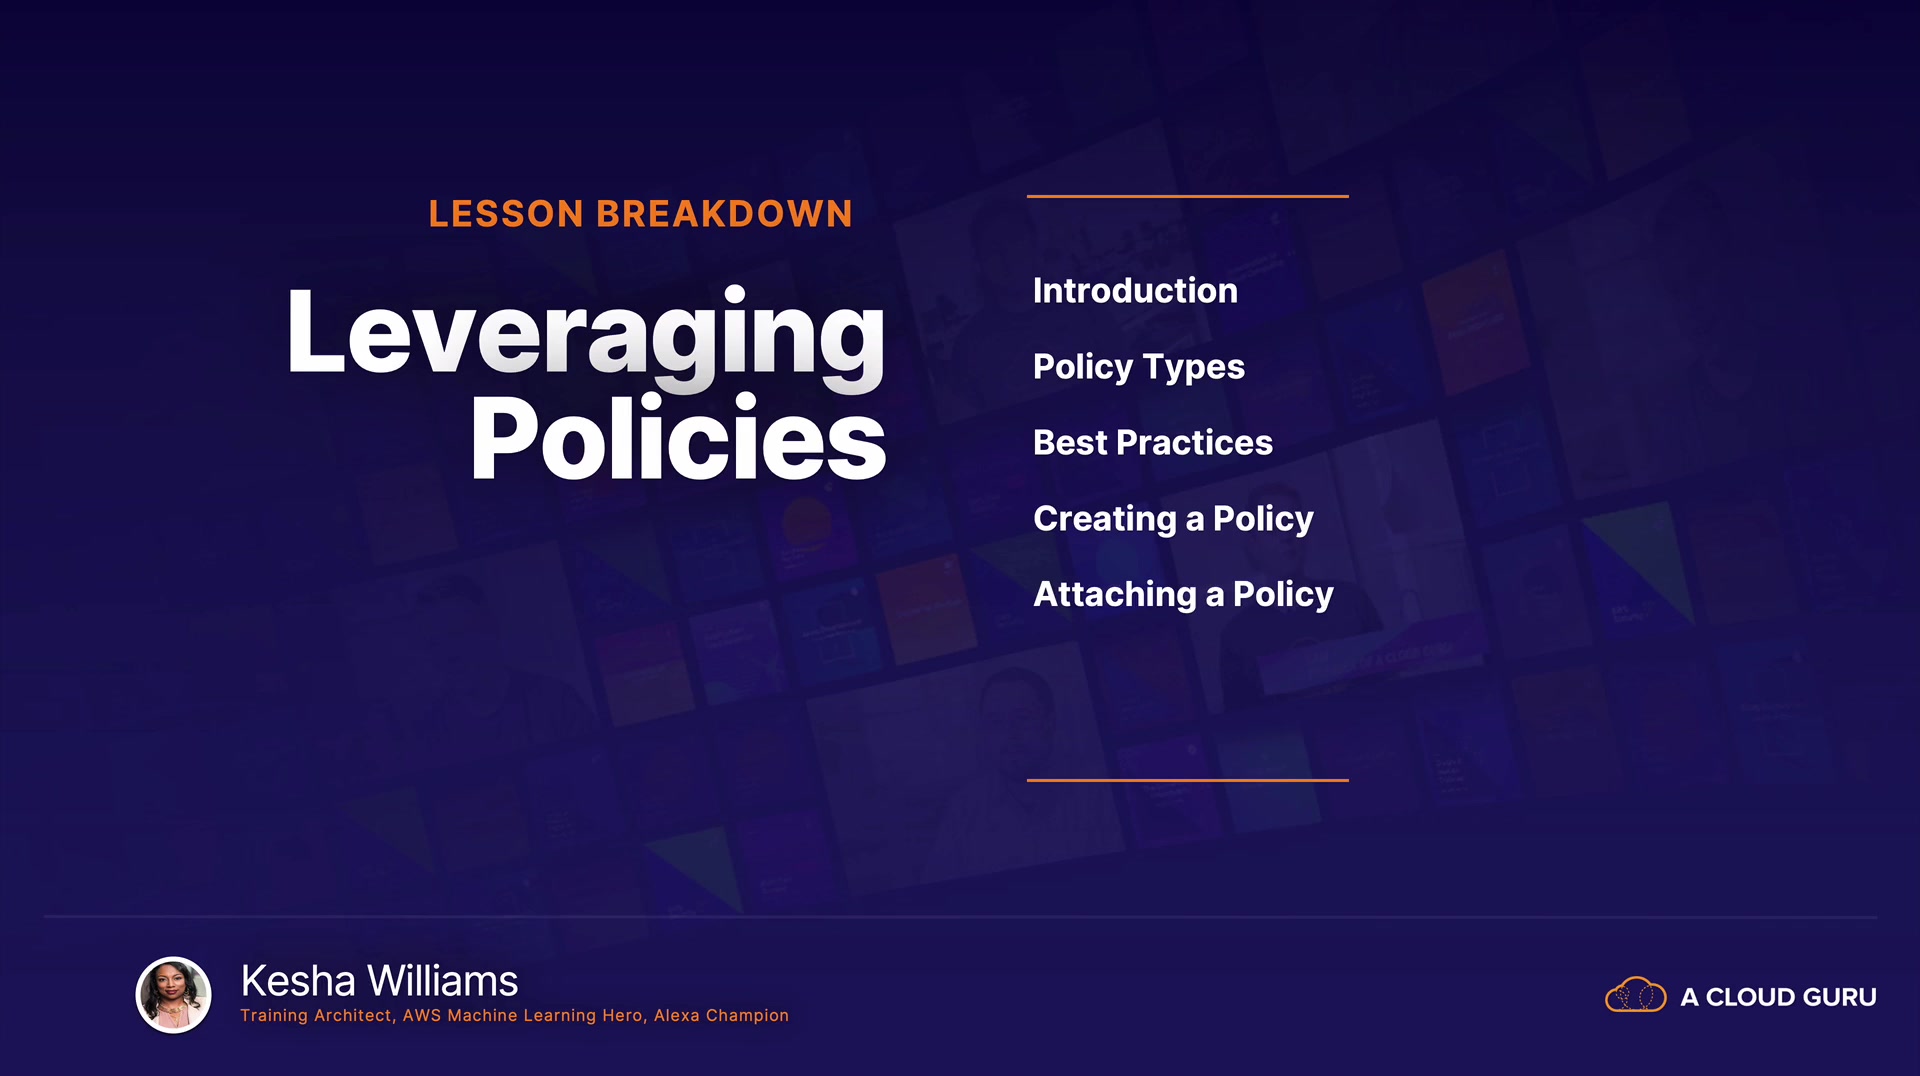 LESSON BREAKDOWN
Leveraging
Policies
Introduction
Policy Types
Best Practices
Creating a Policy
Attaching a Policy
Kesha Williams
Training Architect, AWS Machine Learning Hero, Alexa Champion
A CLOUD GURU